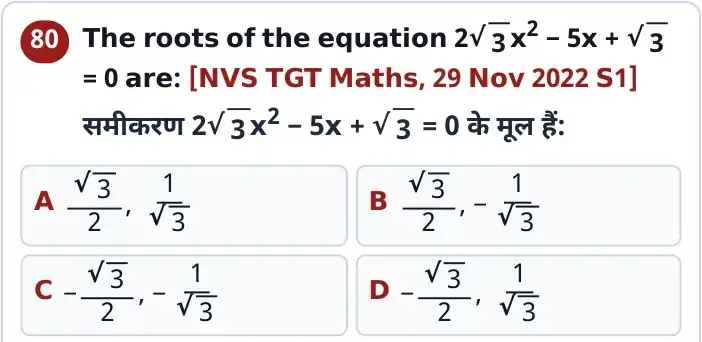 80 The roots of the equation 2√3x² − 5x + √3
= 0 are: [NVS TGT Maths, 29 Nov 2022 S1]
समीकरण 2√3x² − 5x + √3 = 0 के मूल हैं:
A √3/2, 1/√3
B √3/2, − 1/√3
C −√3/2, − 1/√3
D −√3/2, 1/√3